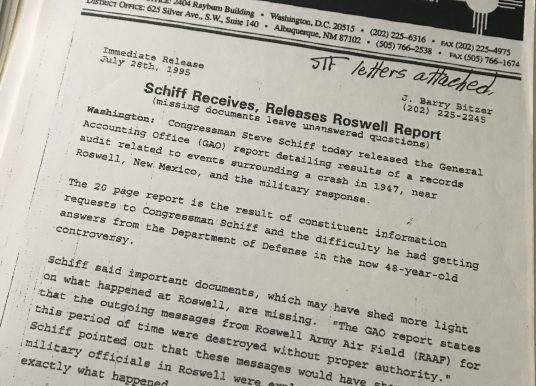 OFFICE: 2404 Rayburn Building • Washington, D.C. 20515 • (202) 225-6316 • FAX (202) 225-4975
DISTRICT OFFICE: 625 Silver Ave., S.W., Suite 140 • Albuquerque, NM 87102 • (505) 766-2538 • FAX (505) 766-1674
Immediate Release
July 28th, 1995
letters attached.
J. Barry Bitzer
(202) 225-2245
Schiff Receives, Releases Roswell Report
(missing documents leave unanswered questions)
Washington: Congressman Steve Schiff today released the General
Accounting Office (GAO) report detailing results of a records
audit related to events surrounding a crash in 1947, near
Roswell, New Mexico, and the military response.
The 20 page report is the result of constituent information
requests to Congressman Schiff and the difficulty he had getting
answers from the Department of Defense in the now 48-year-old
controversy.
Schiff said important documents, which may have shed more light
on what happened at Roswell, are missing. "The GAO report states
that the outgoing messages from Roswell Army Air Field (RAAF) for
this period of time were destroyed without proper authority."
Schiff pointed out that these messages would have
military officials in Roswell were
exactly what happened